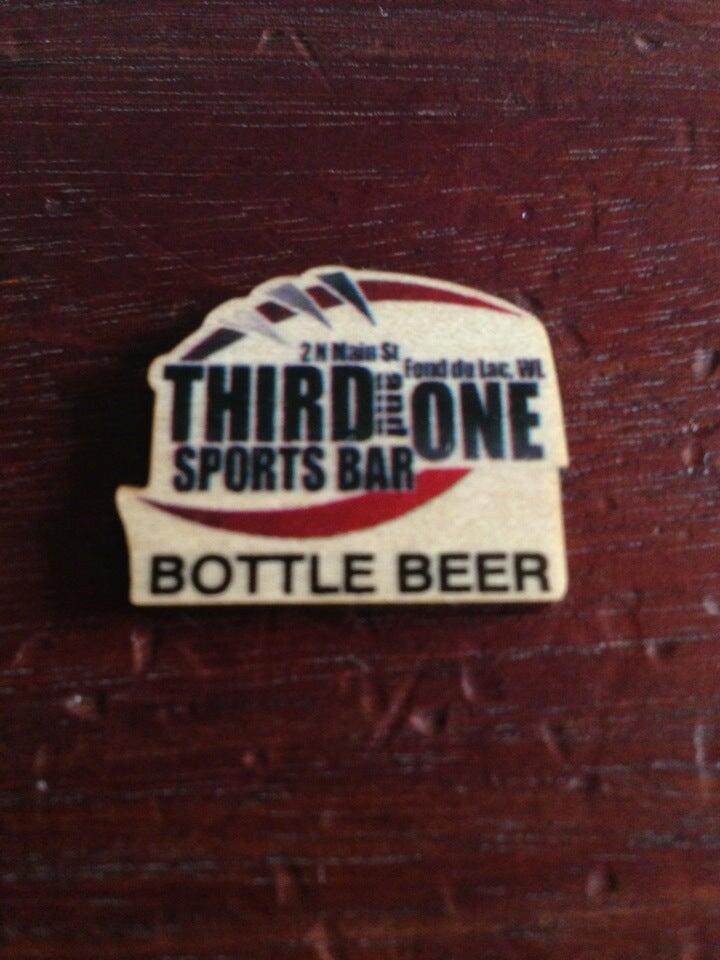 2 N Main St
Fond du Lac, WI.
THIRD and ONE
SPORTS BAR
BOTTLE BEER